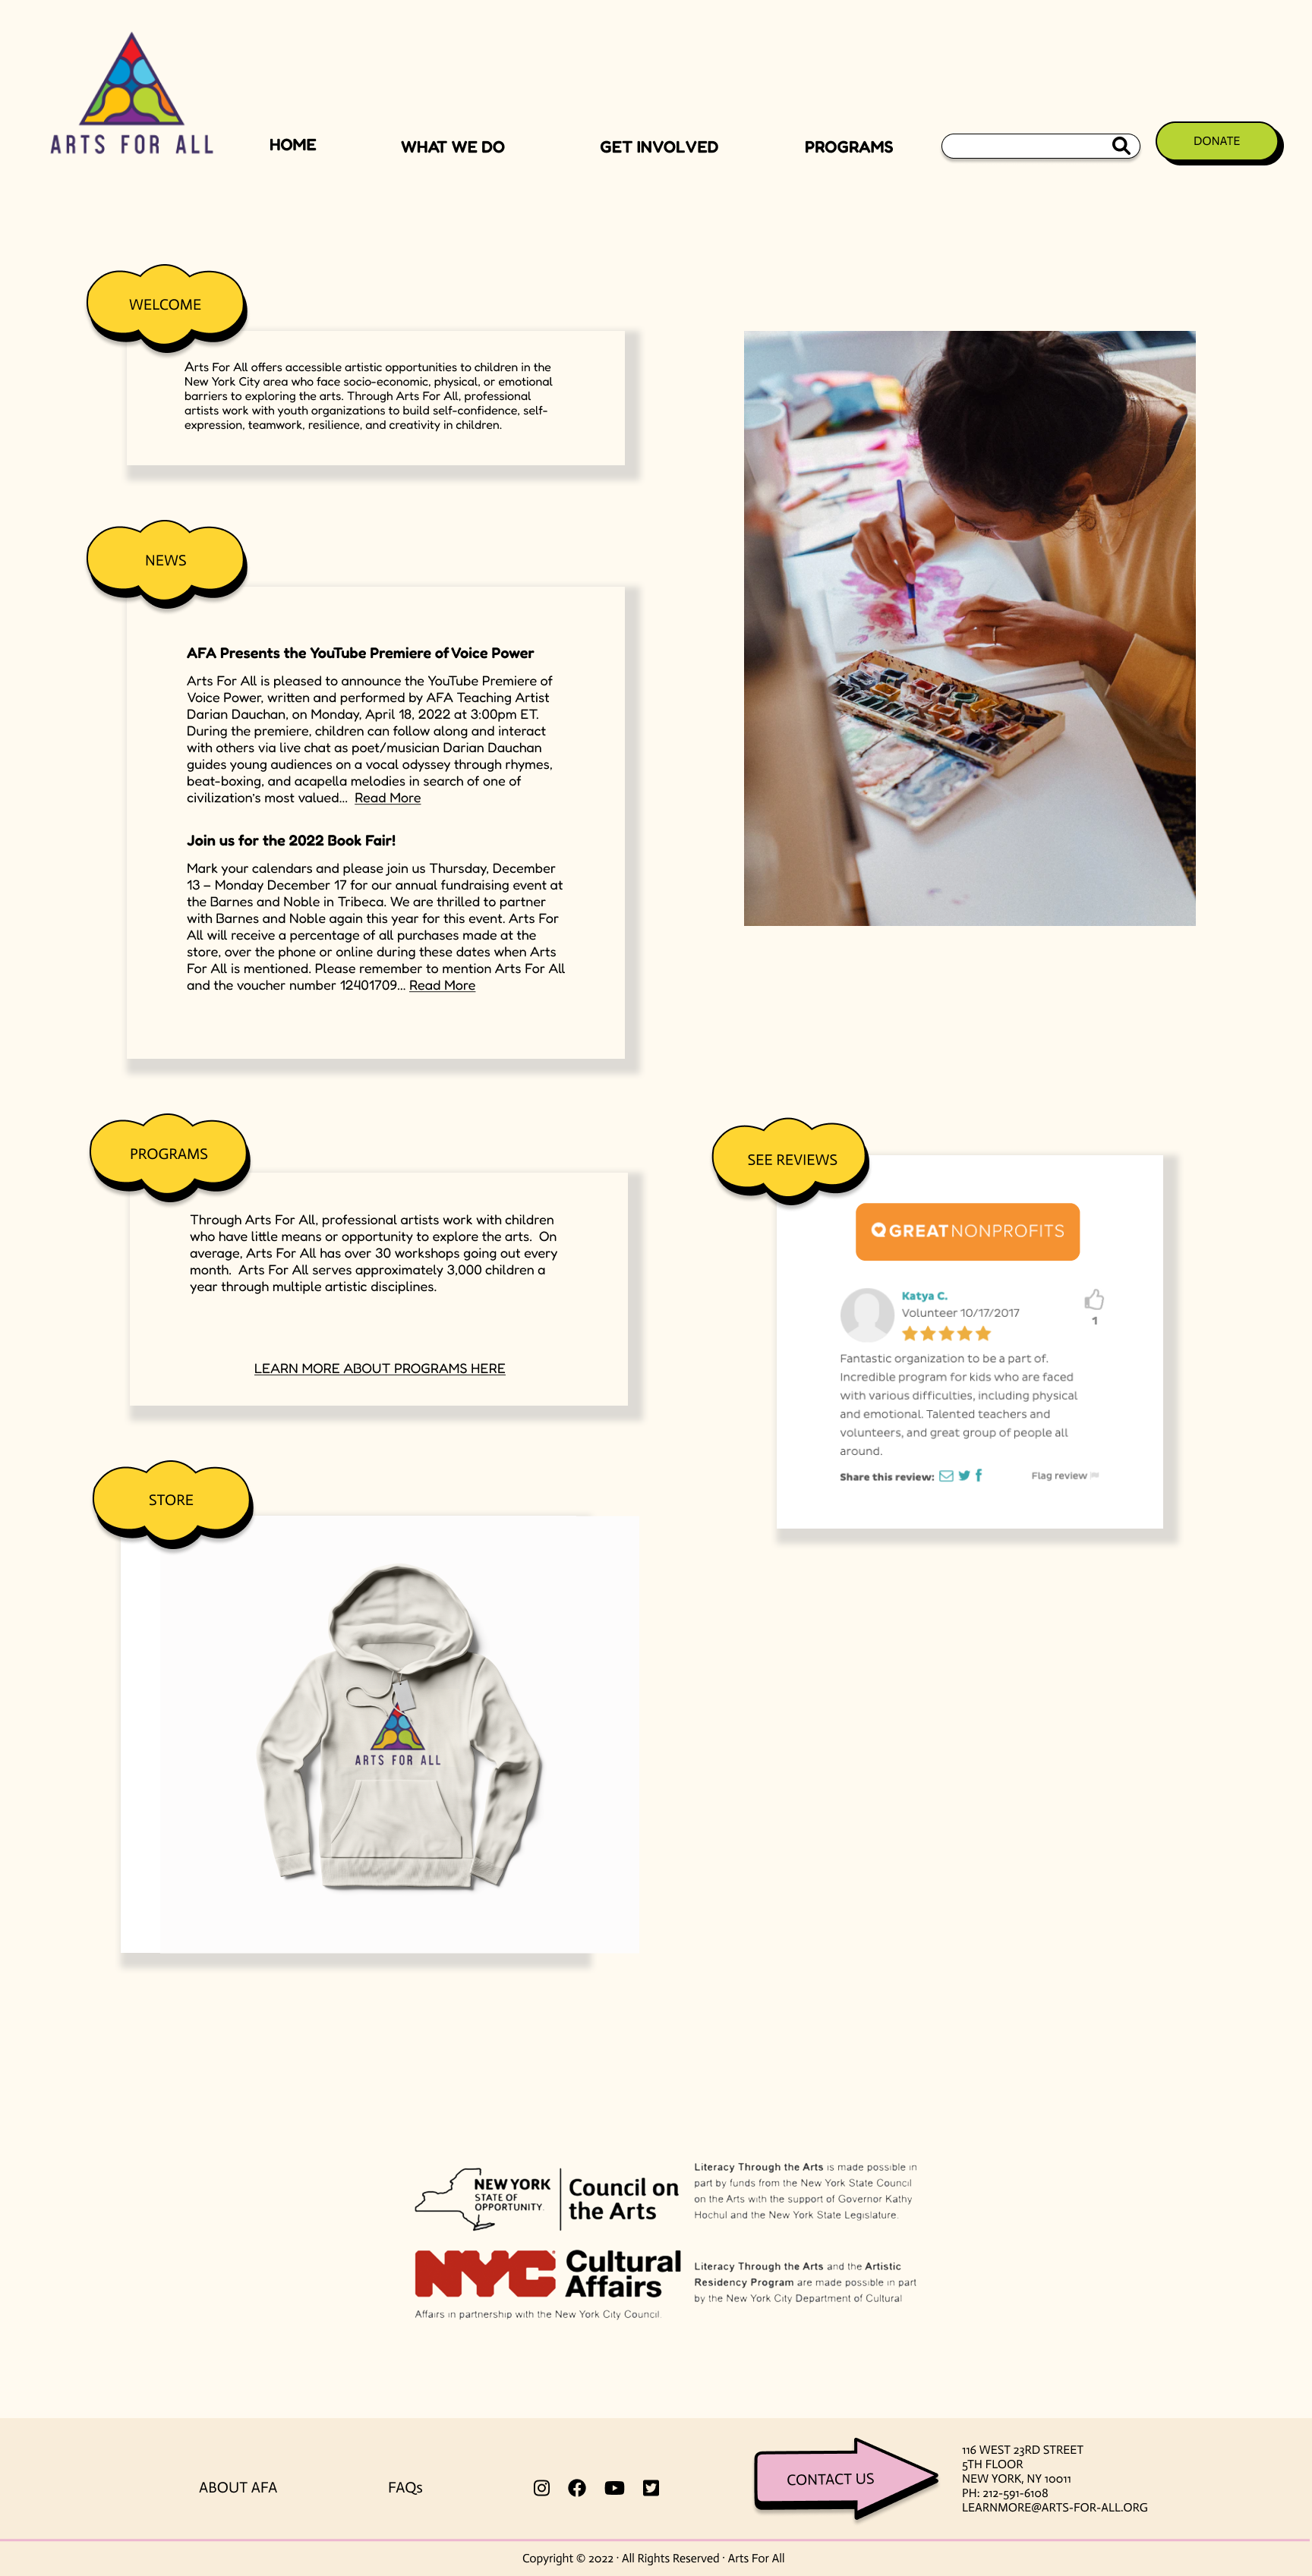 ARTS FOR ALL
HOME
WHAT WE DO
GET INVOLVED
PROGRAMS
DONATE
WELCOME
Arts For All offers accessible artistic opportunities to children in the
New York City area who face socio-economic, physical, or emotional
barriers to exploring the arts. Through Arts For All, professional
artists work with youth organizations to build self-confidence, self-
expression, teamwork, resilience, and creativity in children.
NEWS
AFA Presents the YouTube Premiere of Voice Power
Arts For All is pleased to announce the YouTube Premiere of
Voice Power, written and performed by AFA Teaching Artist
Darian Dauchan, on Monday, April 18, 2022 at 3:00pm ET.
During the premiere, children can follow along and interact
with others via live chat as poet/musician Darian Dauchan
guides young audiences on a vocal odyssey through rhymes,
beat-boxing, and acapella melodies in search of one of
civilization's most valued... Read More
Join us for the 2022 Book Fair!
Mark your calendars and please join us Thursday, December
13 – Monday December 17 for our annual fundraising event at
the Barnes and Noble in Tribeca. We are thrilled to partner
with Barnes and Noble again this year for this event. Arts For
All will receive a percentage of all purchases made at the
store, over the phone or online during these dates when Arts
For All is mentioned. Please remember to mention Arts For All
and the voucher number 12401709... Read More
PROGRAMS
Through Arts For All, professional artists work with children
who have little means or opportunity to explore the arts. On
average, Arts For All has over 30 workshops going out every
month. Arts For All serves approximately 3,000 children a
year through multiple artistic disciplines.
LEARN MORE ABOUT PROGRAMS HERE
SEE REVIEWS
GREATNONPROFITS
Katya C.
Volunteer 10/17/2017
1
Fantastic organization to be a part of.
Incredible program for kids who are faced
with various difficulties, including physical
and emotional. Talented teachers and
volunteers, and great group of people all
around.
Share this review:
Flag review
STORE
ARTS FOR ALL
NEW YORK
STATE OF
OPPORTUNITY.
Council on
the Arts
Literacy Through the Arts is made possible in
part by funds from the New York State Council
on the Arts with the support of Governor Kathy
Hochul and the New York State Legislature.
NYC Cultural
Affairs
Literacy Through the Arts and the Artistic
Residency Program are made possible in part
by the New York City Department of Cultural
Affairs in partnership with the New York City Council.
ABOUT AFA
FAQs
CONTACT US
116 WEST 23RD STREET
5TH FLOOR
NEW YORK, NY 10011
PH: 212-591-6108
LEARNMORE@ARTS-FOR-ALL.ORG
Copyright © 2022 · All Rights Reserved · Arts For All